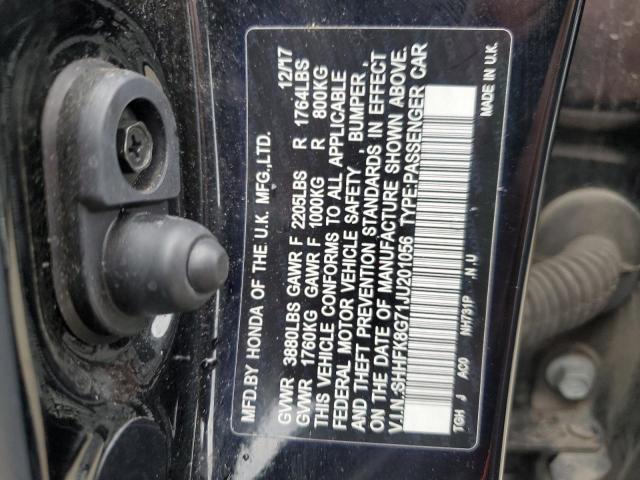 MFD.BY HONDA OF THE U.K. MFG.,LTD. 12/17
GVWR 3880LBS GAWR F 2205LBS R 1764LBS
GVWR 1760KG GAWR F 1000KG R 800KG
THIS VEHICLE CONFORMS TO ALL APPLICABLE
FEDERAL MOTOR VEHICLE SAFETY , BUMPER ,
AND THEFT PREVENTION STANDARDS IN EFFECT
ON THE DATE OF MANUFACTURE SHOWN ABOVE.
V.I.N.:SHHFK8G71JU201056 TYPE:PASSENGER CAR
TGH J AC0 NH731P N.U MADE IN U.K.